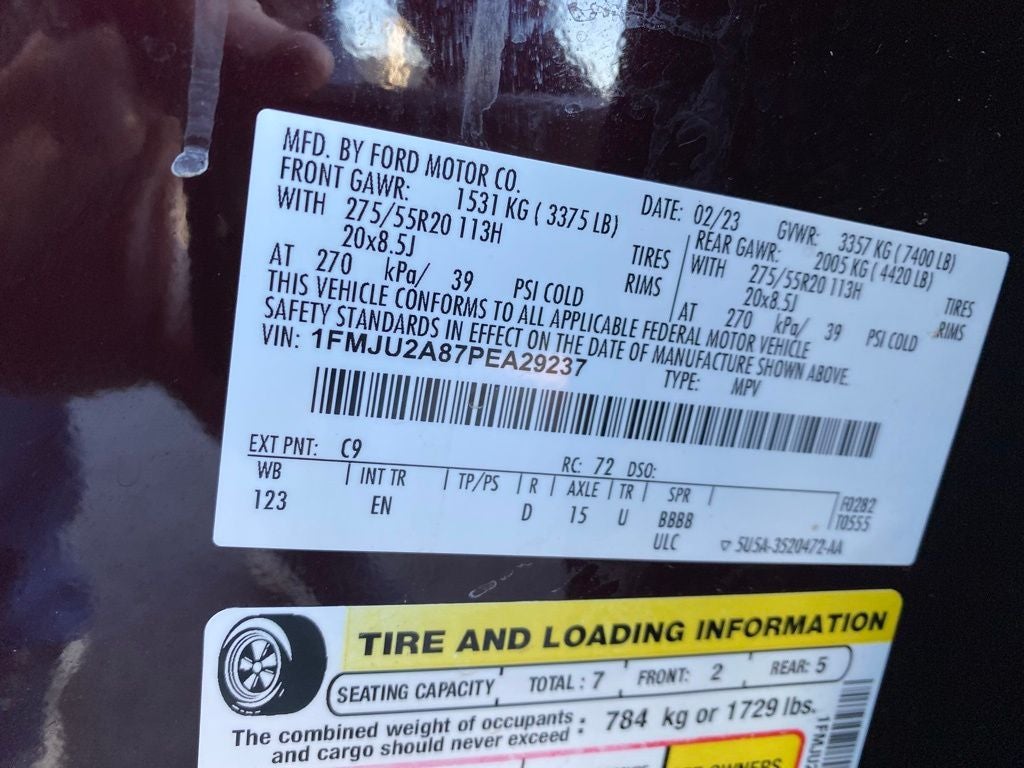 MFD. BY FORD MOTOR CO.
DATE: 02/23 GVWR: 3357 KG ( 7400 LB)
FRONT GAWR: 1531 KG ( 3375 LB)
WITH 275/55R20 113H TIRES
20x8.5J RIMS
AT 270 kPa/ 39 PSI COLD
REAR GAWR: 2005 KG ( 4420 LB)
WITH 275/55R20 113H TIRES
20x8.5J RIMS
AT 270 kPa/ 39 PSI COLD
THIS VEHICLE CONFORMS TO ALL APPLICABLE FEDERAL MOTOR VEHICLE
SAFETY STANDARDS IN EFFECT ON THE DATE OF MANUFACTURE SHOWN ABOVE.
VIN: 1FMJU2A87PEA29237
TYPE: MPV
EXT PNT: C9 RC: 72 DSO:
WB INT TR TP/PS R AXLE TR SPR
123 EN D 15 U BBBB
ULC
F0282
T0555
5U5A-3520472-AA
TIRE AND LOADING INFORMATION
SEATING CAPACITY TOTAL : 7 FRONT: 2 REAR: 5
The combined weight of occupants
and cargo should never exceed : 784 kg or 1729 lbs.
OWNERS